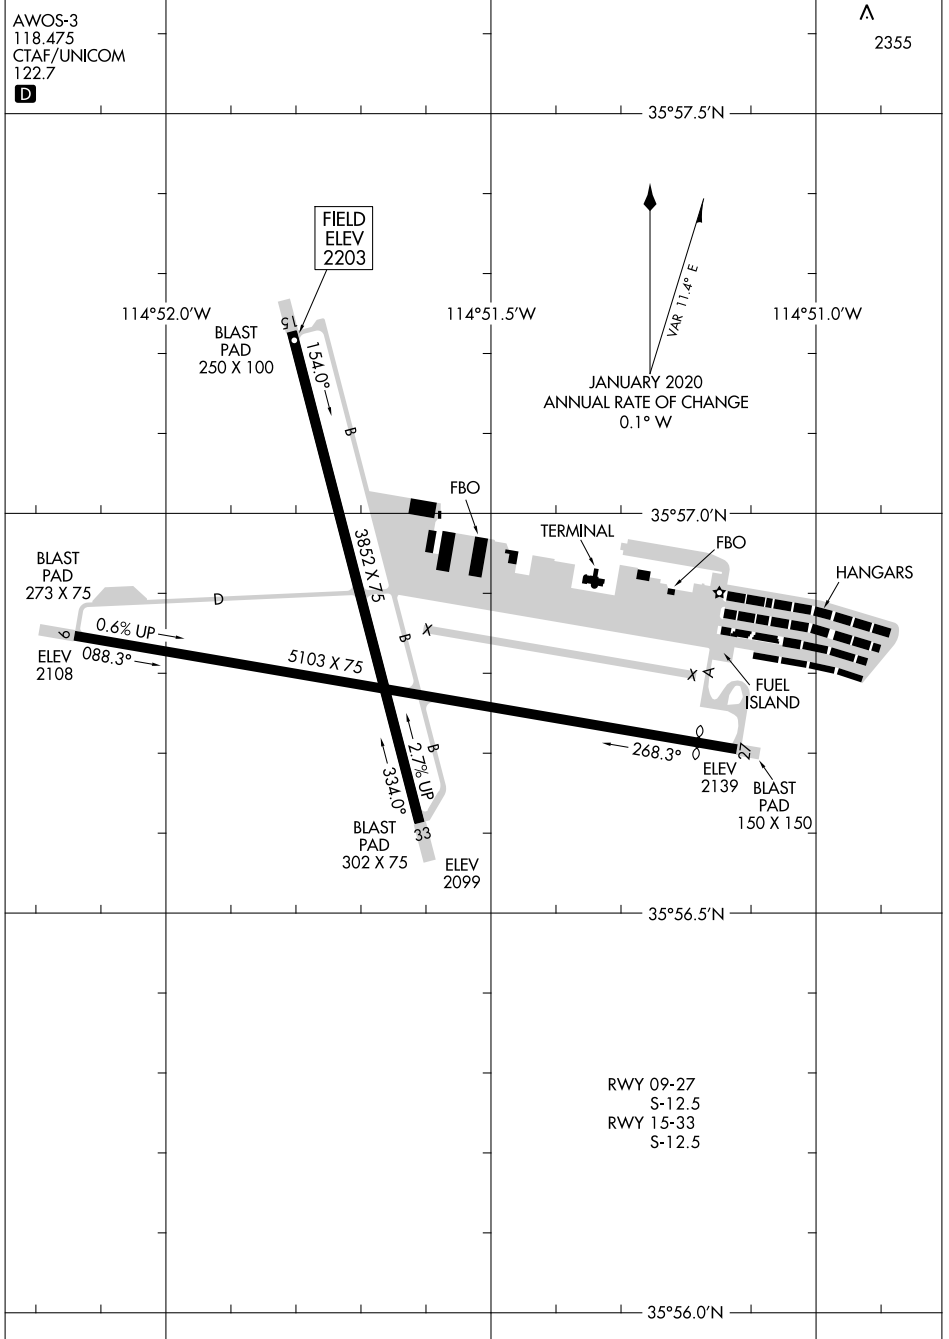 AWOS-3
118.475
CTAF/UNICOM
122.7
D
2355
35°57.5'N
FIELD
ELEV
2203
VAR 11.4° E
114°52.0'W
114°51.5'W
114°51.0'W
15
BLAST
PAD
250 X 100
154.0°
JANUARY 2020
ANNUAL RATE OF CHANGE
0.1° W
B
FBO
35°57.0'N
TERMINAL
FBO
HANGARS
3852 X 75
BLAST
PAD
273 X 75
D
9
0.6% UP
088.3°
ELEV
2108
5103 X 75
B
X
X
A
FUEL
ISLAND
B
2.7% UP
334.0°
268.3°
27
ELEV
2139
BLAST
PAD
150 X 150
33
BLAST
PAD
302 X 75
ELEV
2099
35°56.5'N
RWY 09-27
S-12.5
RWY 15-33
S-12.5
35°56.0'N